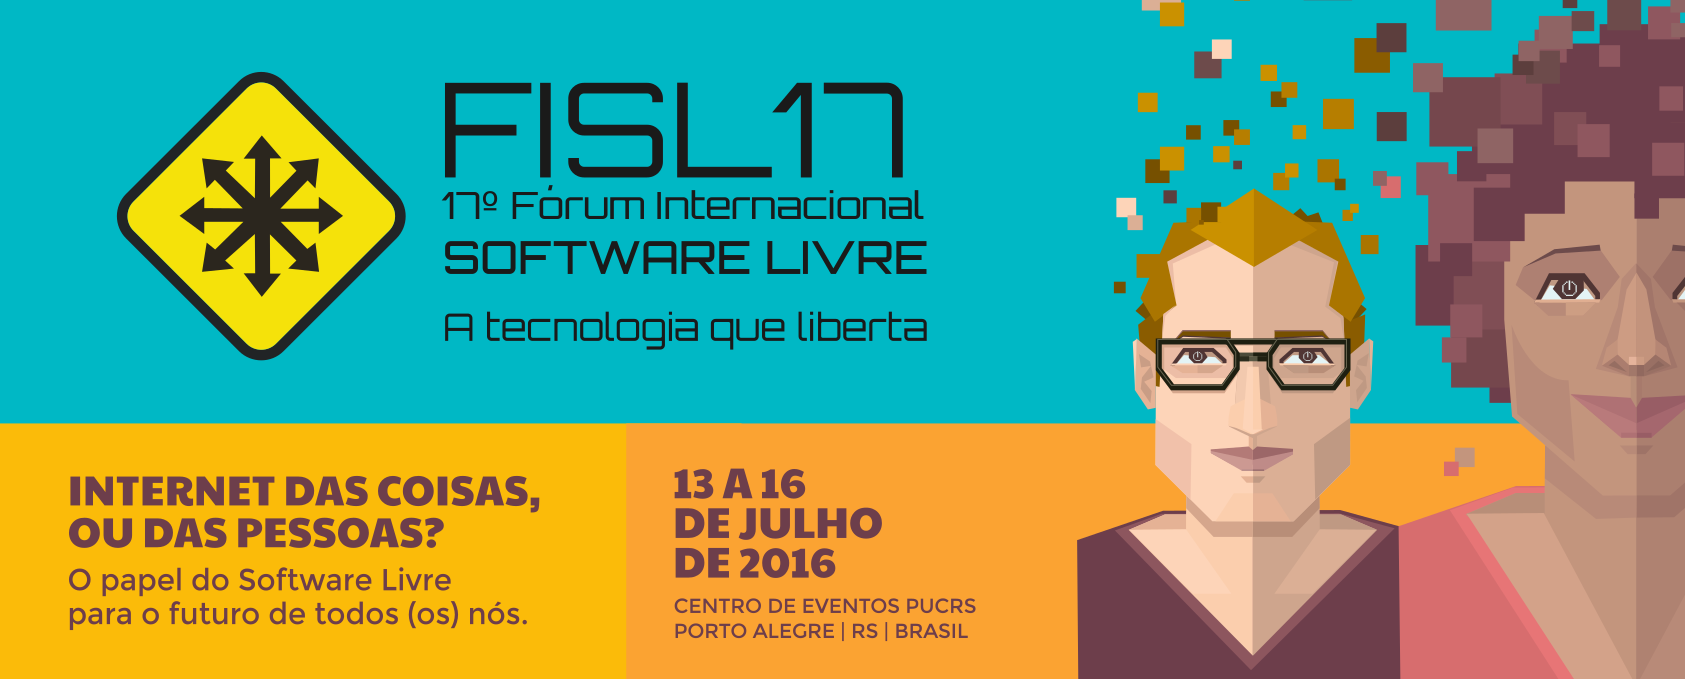 FISL17
17º Fórum Internacional
SOFTWARE LIVRE
A tecnologia que liberta
INTERNET DAS COISAS,
OU DAS PESSOAS?
O papel do Software Livre
para o futuro de todos (os) nós.
13 A 16
DE JULHO
DE 2016
CENTRO DE EVENTOS PUCRS
PORTO ALEGRE | RS | BRASIL